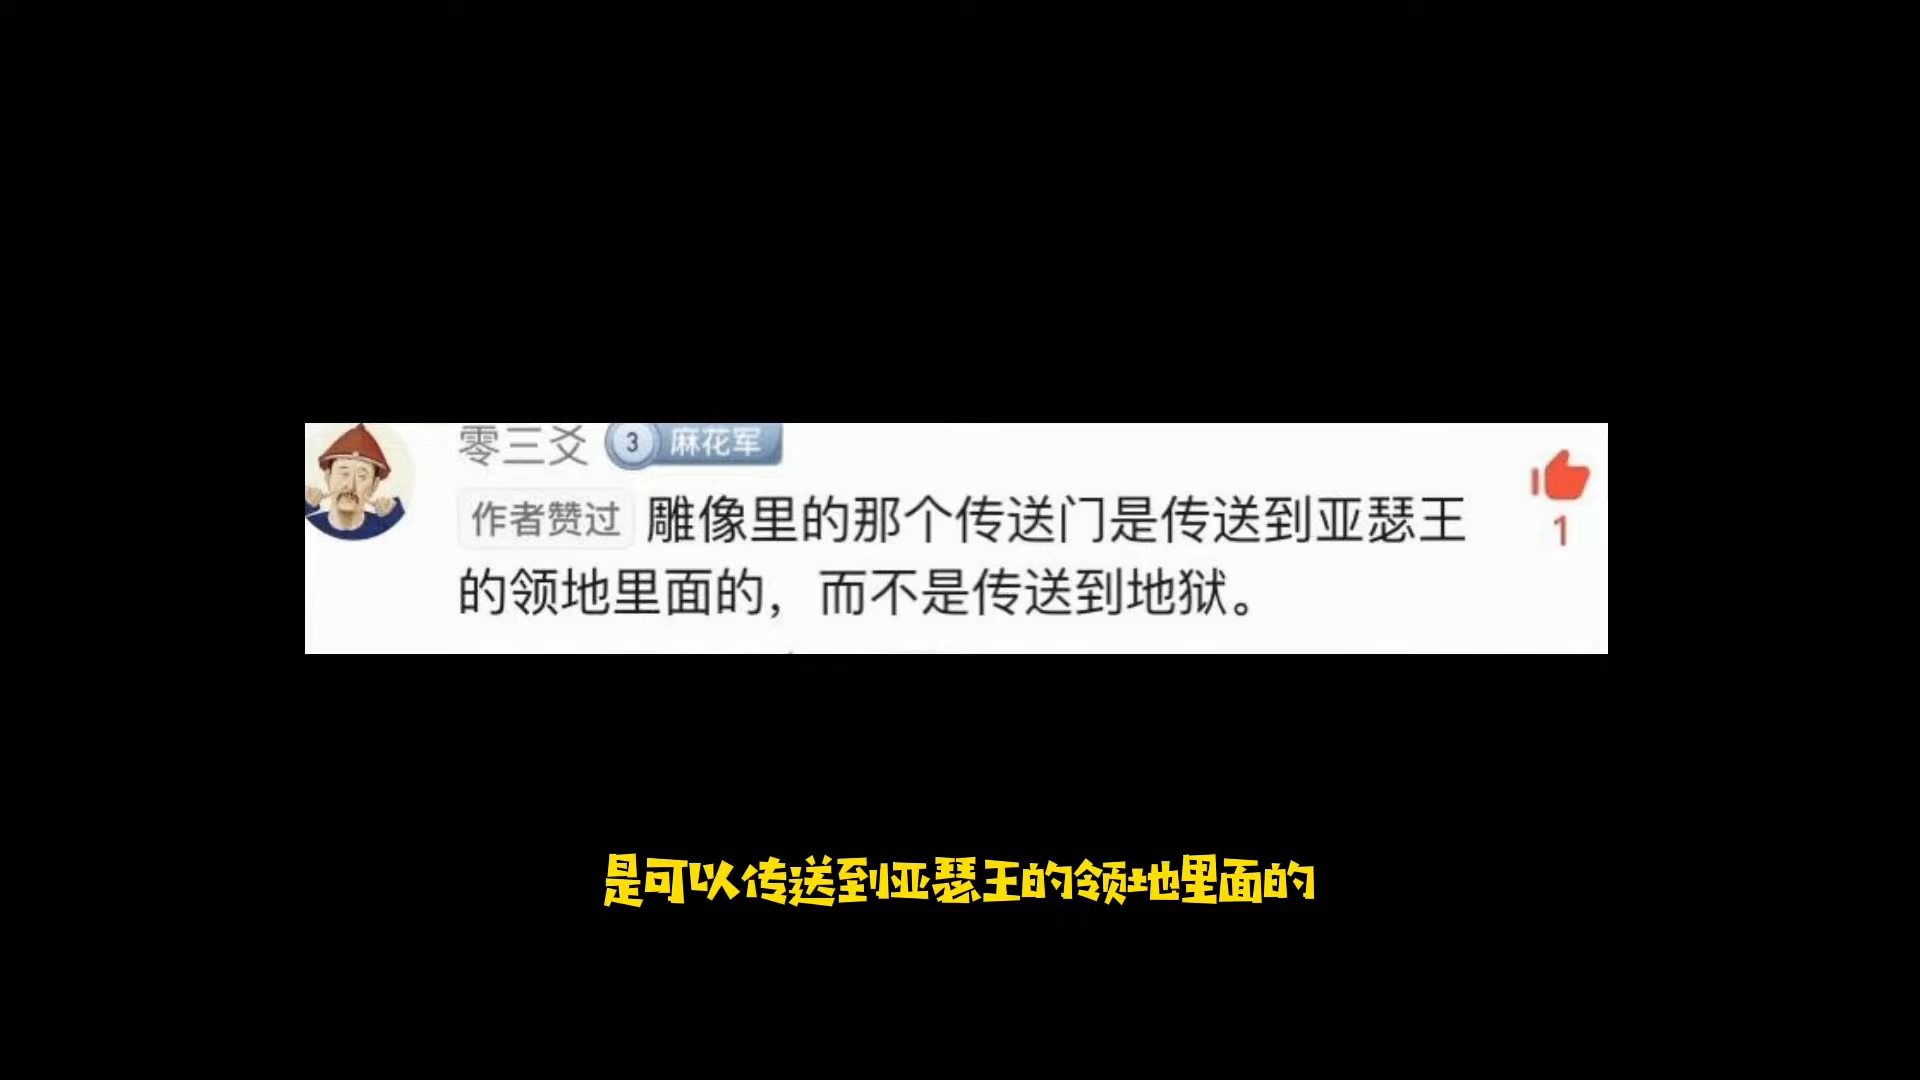 零三爻 3 麻花军
作者赞过 雕像里的那个传送门是传送到亚瑟王
的领地里面的，而不是传送到地狱。
1
是可以传送到亚瑟王的领地里面的